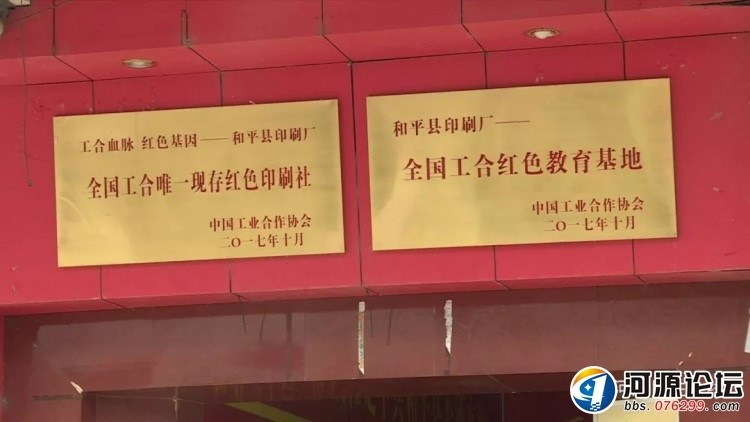 工合血脉 红色基因——和平县印刷厂
全国工合唯一现存红色印刷社
中国工业合作协会
二〇一七年十月
和平县印刷厂——
全国工合红色教育基地
中国工业合作协会
二〇一七年十月
河源论坛
bbs.076299.com